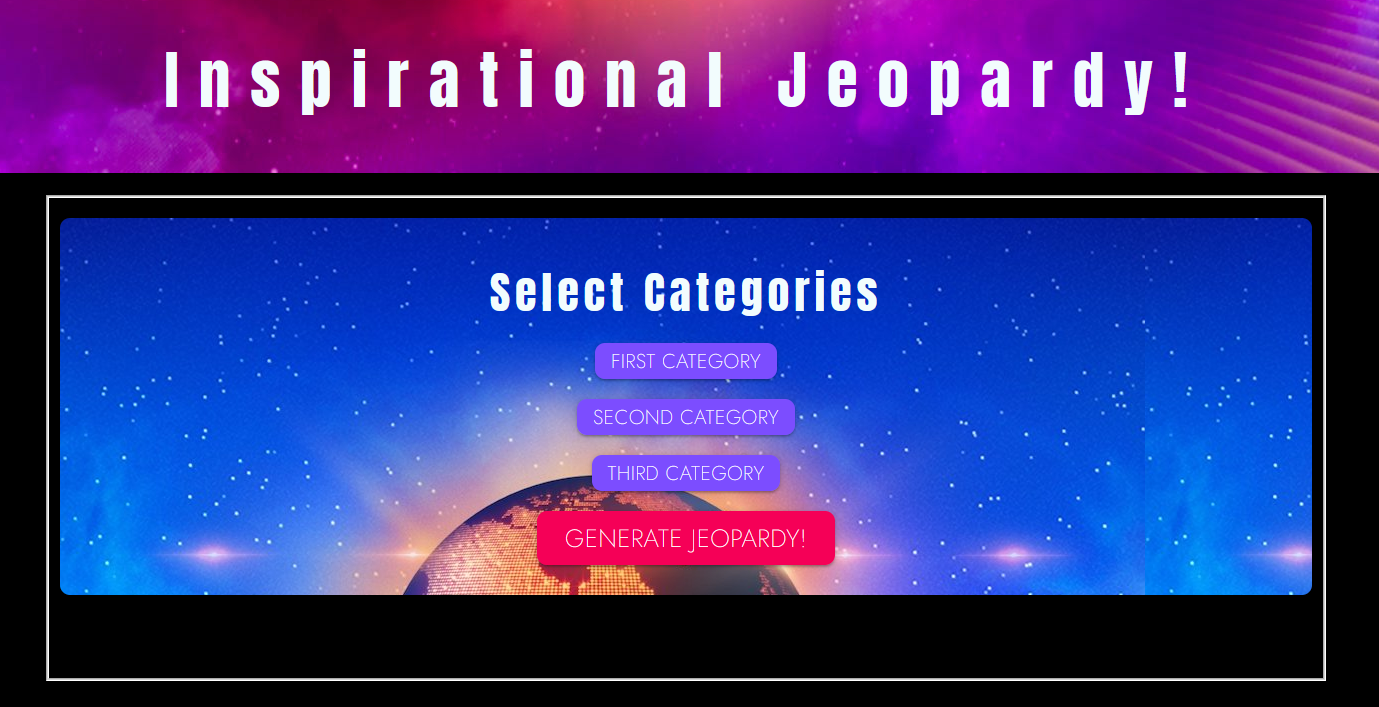 Inspirational Jeopardy!
Select Categories
FIRST CATEGORY
SECOND CATEGORY
THIRD CATEGORY
GENERATE JEOPARDY!